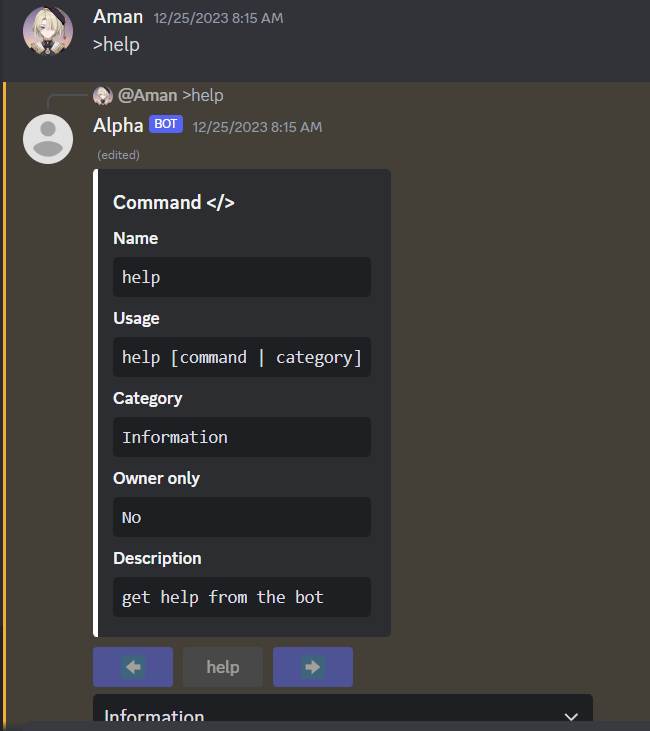 Aman 12/25/2023 8:15 AM
>help
@Aman >help
Alpha BOT 12/25/2023 8:15 AM
(edited)
Command </>
Name
help
Usage
help [command | category]
Category
Information
Owner only
No
Description
get help from the bot
help
Information